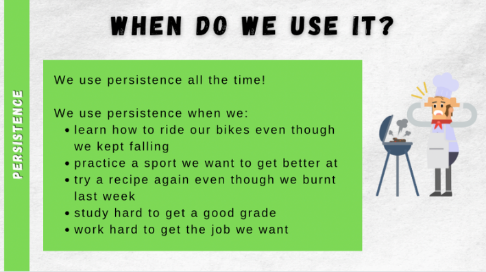 WHEN DO WE USE IT?
PERSISTENCE
We use persistence all the time!
We use persistence when we:
• learn how to ride our bikes even though
we kept falling
• practice a sport we want to get better at
• try a recipe again even though we burnt
last week
• study hard to get a good grade
• work hard to get the job we want